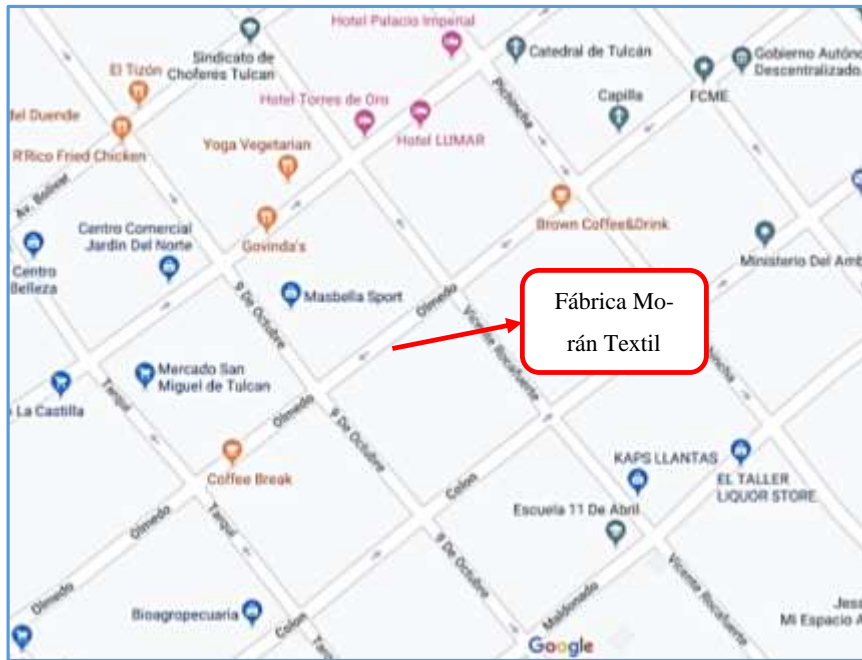 Hotel Palacio Imperial
Sindicato de
Choferes Tulcan
Catedral de Tulcán
Gobierno Autóno
Descentralizado
El Tizón
Pichincha
Capilla
FCME
Hotel Torres de Oro
del Duende
Hotel LUMAR
R'Rico Fried Chicken
Yoga Vegetarian
Av. Bolívar
Centro Comercial
Jardin Del Norte
Govinda's
Brown Coffee&Drink
Centro
Belleza
Ministerio Del Amb
9 De Octubre
Masbella Sport
Olmedo
Vicente Rocafuerte
Fábrica Mo-
rán Textil
hincha
Mercado San
Miguel de Tulcan
Tarqui
La Castilla
Olmedo
9 De Octubre
KAPS LLANTAS
Coffee Break
Colon
EL TALLER
LIQUOR STORE
Escuela 11 De Abril
Tarqui
Olmedo
9 De Octubre
Vicente Rocafuerte
Olmedo
Maldonado
Bioagropecuaria
Colon
Tarqui
Jess
Mi Espacio A
Google